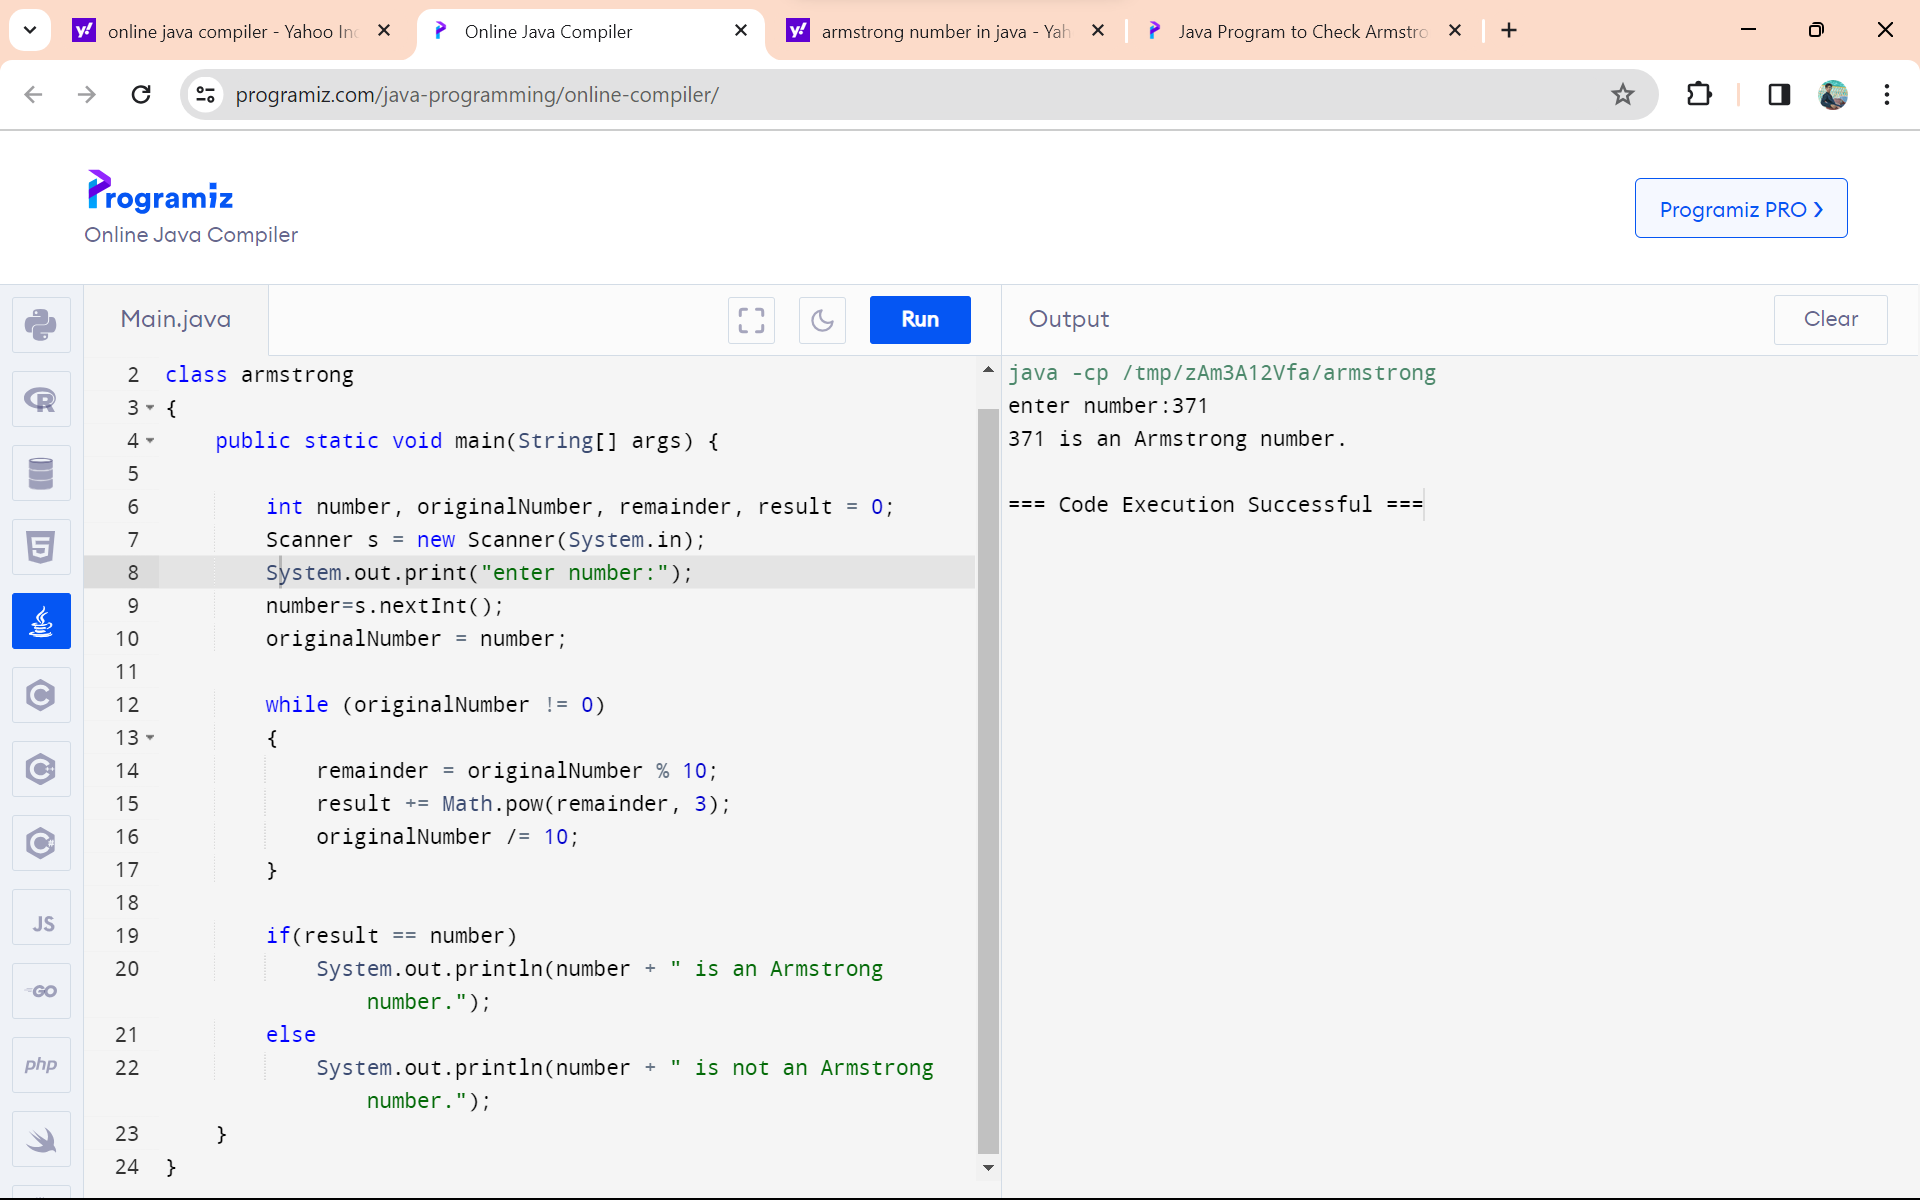 online java compiler - Yahoo In
Online Java Compiler
armstrong number in java - Yah
Java Program to Check Armstro
programiz.com/java-programming/online-compiler/
Programiz
Online Java Compiler
Programiz PRO ❯
Main.java
Run
Output
Clear
2 class armstrong
3 {
4     public static void main(String[] args) {
5
6         int number, originalNumber, remainder, result = 0;
7         Scanner s = new Scanner(System.in);
8         System.out.print("enter number:");
9         number=s.nextInt();
10         originalNumber = number;
11
12         while (originalNumber != 0)
13         {
14             remainder = originalNumber % 10;
15             result += Math.pow(remainder, 3);
16             originalNumber /= 10;
17         }
18
19         if(result == number)
20             System.out.println(number + " is an Armstrong
                number.");
21         else
22             System.out.println(number + " is not an Armstrong
                number.");
23     }
24 }
java -cp /tmp/zAm3A12Vfa/armstrong
enter number:371
371 is an Armstrong number.
=== Code Execution Successful ===
R
5
C
C
C#
JS
GO
php